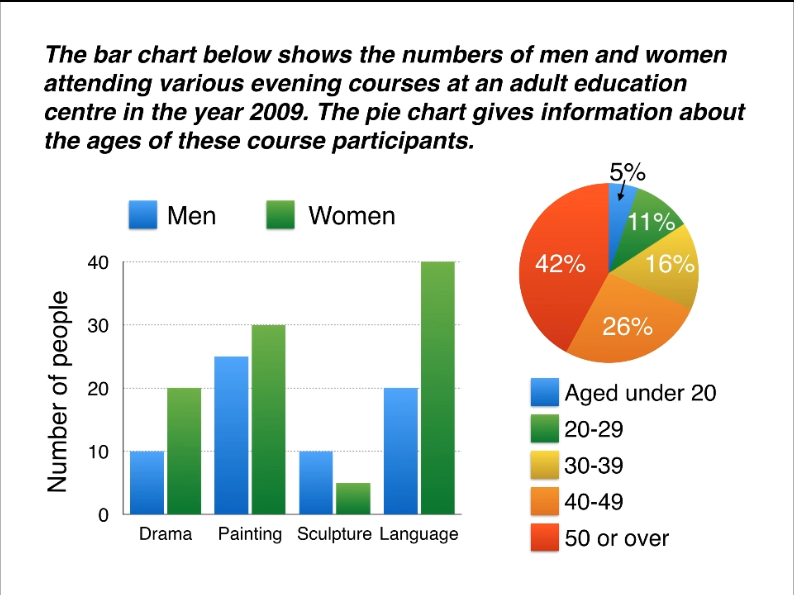 The bar chart below shows the numbers of men and women
attending various evening courses at an adult education
centre in the year 2009. The pie chart gives information about
the ages of these course participants.
Men Women
Number of people
40
30
20
10
0
Drama Painting Sculpture Language
5%
11%
16%
26%
42%
Aged under 20
20-29
30-39
40-49
50 or over